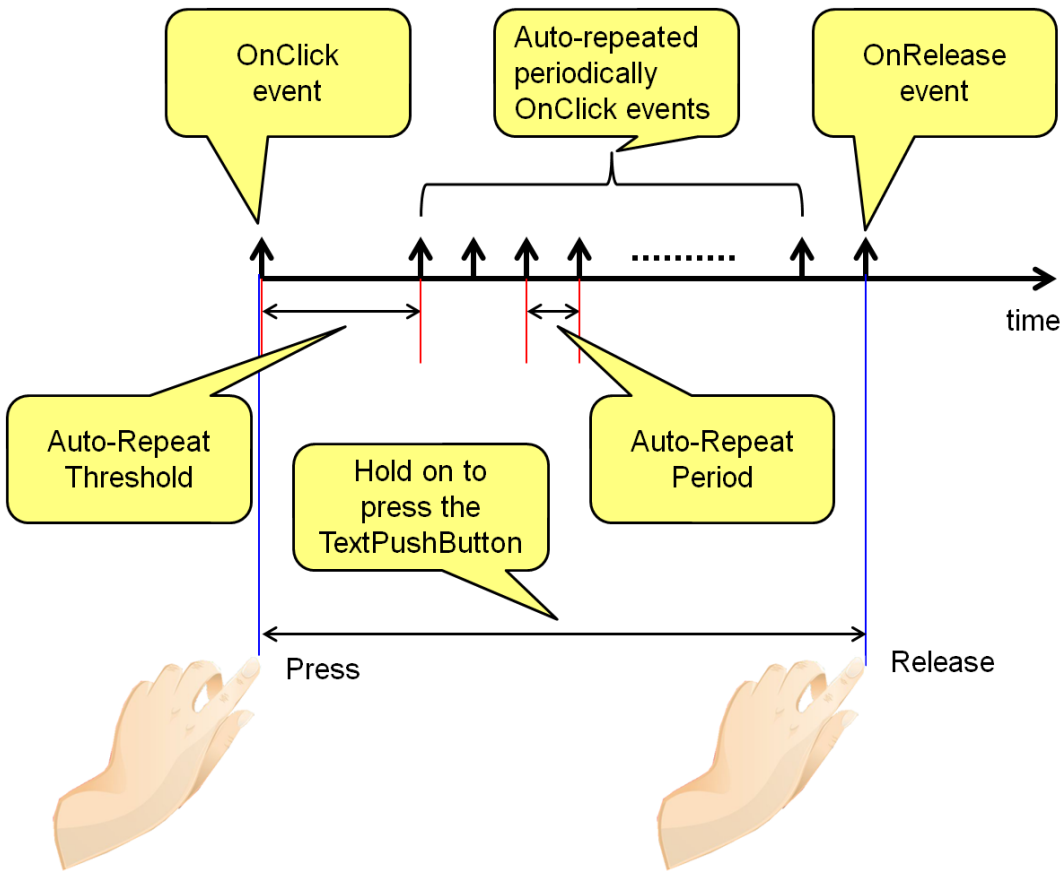 OnClick
event
Auto-repeated
periodically
OnClick events
OnRelease
event
time
Auto-Repeat
Threshold
Auto-Repeat
Period
Hold on to
press the
TextPushButton
Press
Release